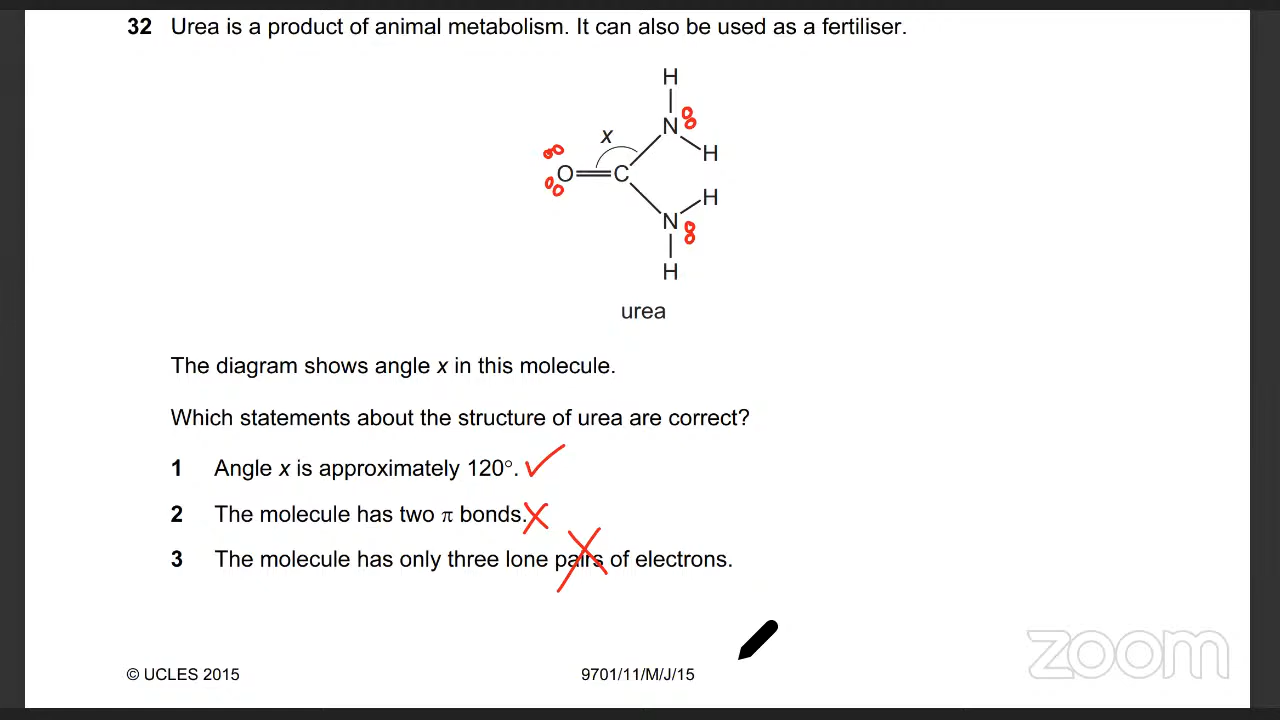 32 Urea is a product of animal metabolism. It can also be used as a fertiliser.
H
N
x
H
O C
H
N
H
urea
The diagram shows angle x in this molecule.
Which statements about the structure of urea are correct?
1 Angle x is approximately 120°.
2 The molecule has two π bonds.
3 The molecule has only three lone pairs of electrons.
zoom
© UCLES 2015 9701/11/M/J/15